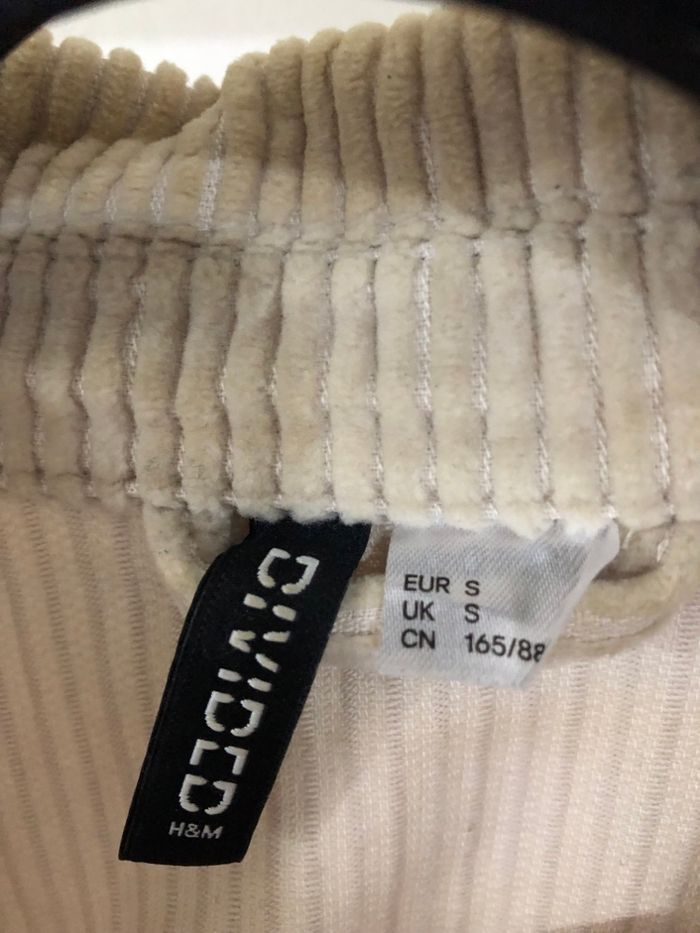 DIVIDED
H&M
EUR S
UK S
CN 165/88